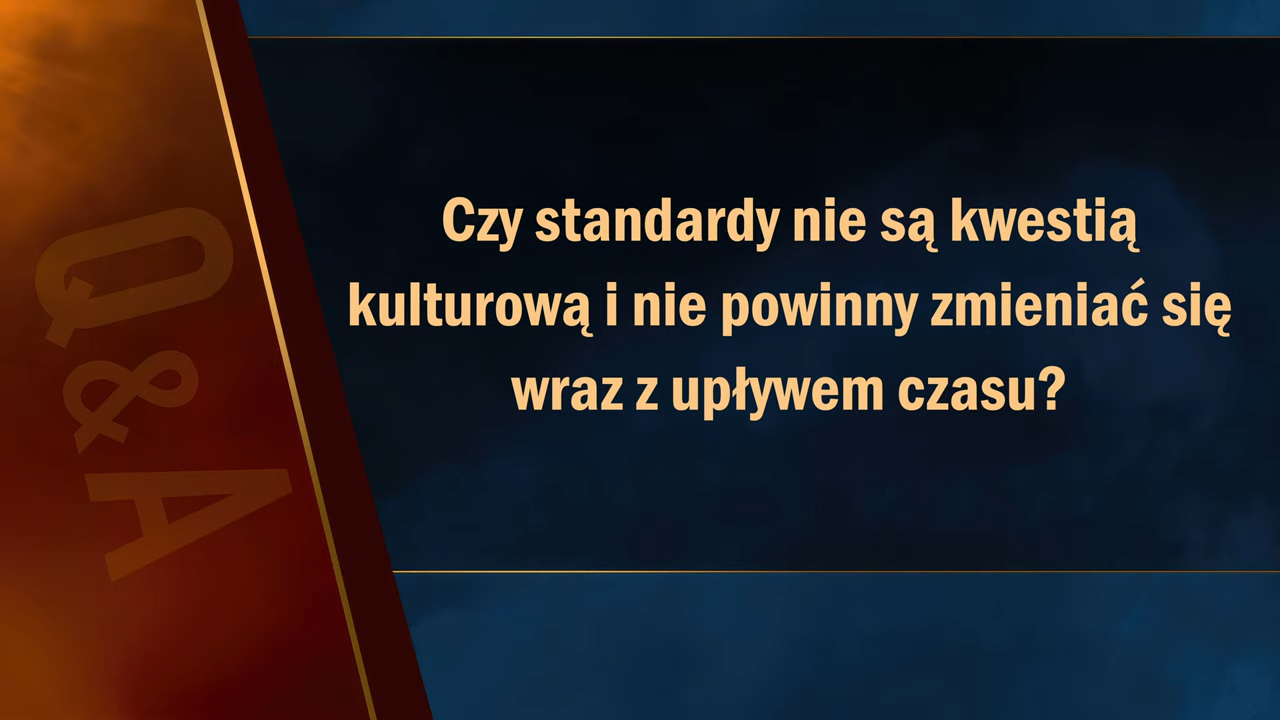 Q & A
Czy standardy nie są kwestią
kulturową i nie powinny zmieniać się
wraz z upływem czasu?